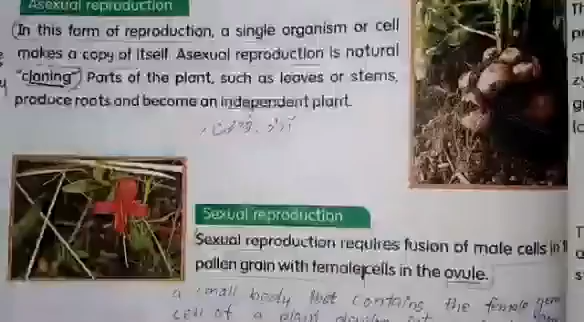 Asexual reproduction
(In this form of reproduction, a single organism or cell
makes a copy of itself. Asexual reproduction is natural
"cloning". Parts of the plant, such as leaves or stems,
produce roots and become an independent plant.
Sexual reproduction
Sexual reproduction requires fusion of male cells in
pollen grain with female cells in the ovule.
a small body that contains the female germ
cell of a plant